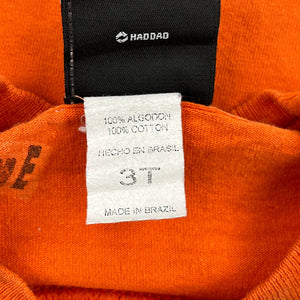 HADDAD
100% ALGODON
100% COTTON
HECHO EN BRASIL
3T
MADE IN BRAZIL